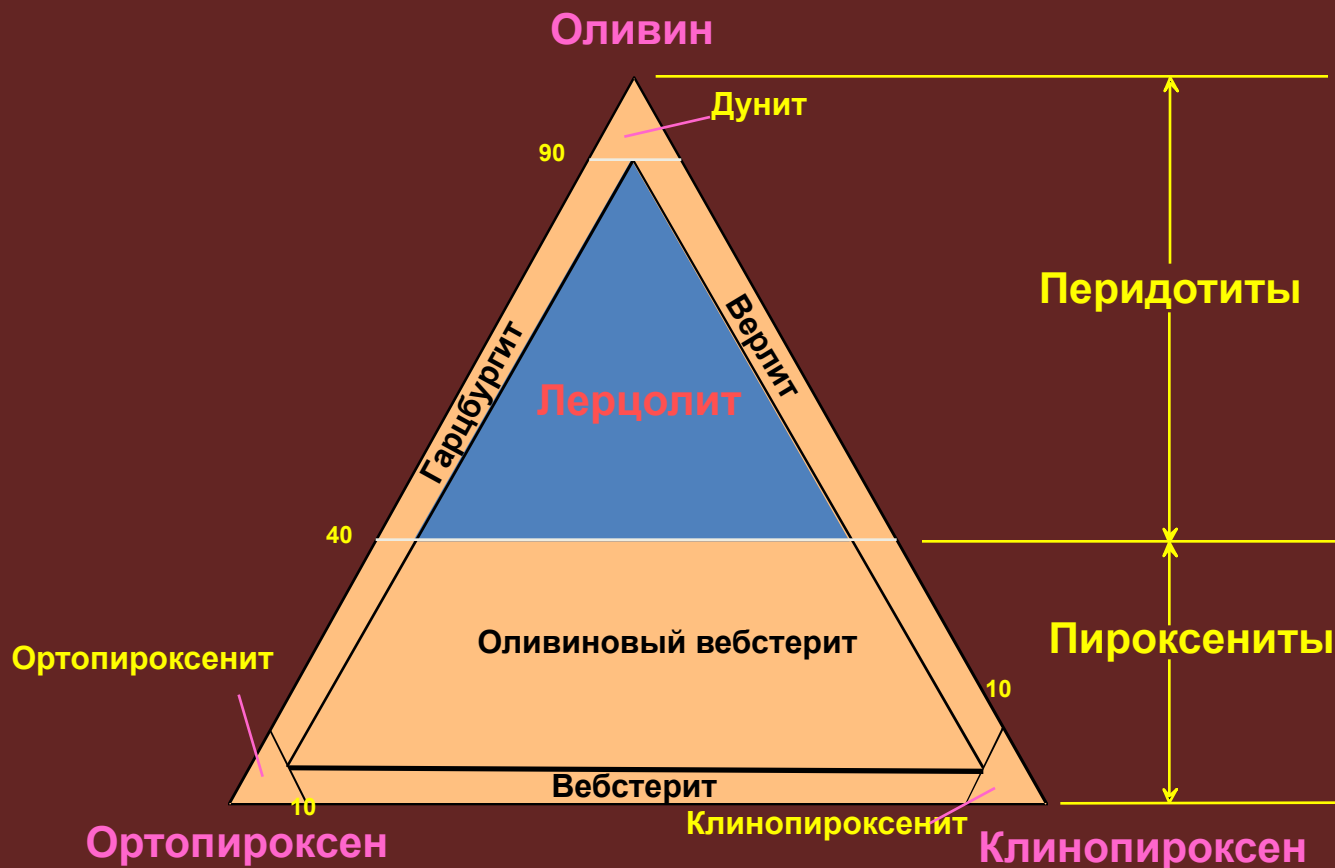 Оливин
Дунит
90
Перидотиты
Верлит
Гарцбургит
Лерцолит
40
Оливиновый вебстерит
Пироксениты
Ортопироксенит
10
Вебстерит
10
Клинопироксенит
Ортопироксен
Клинопироксен